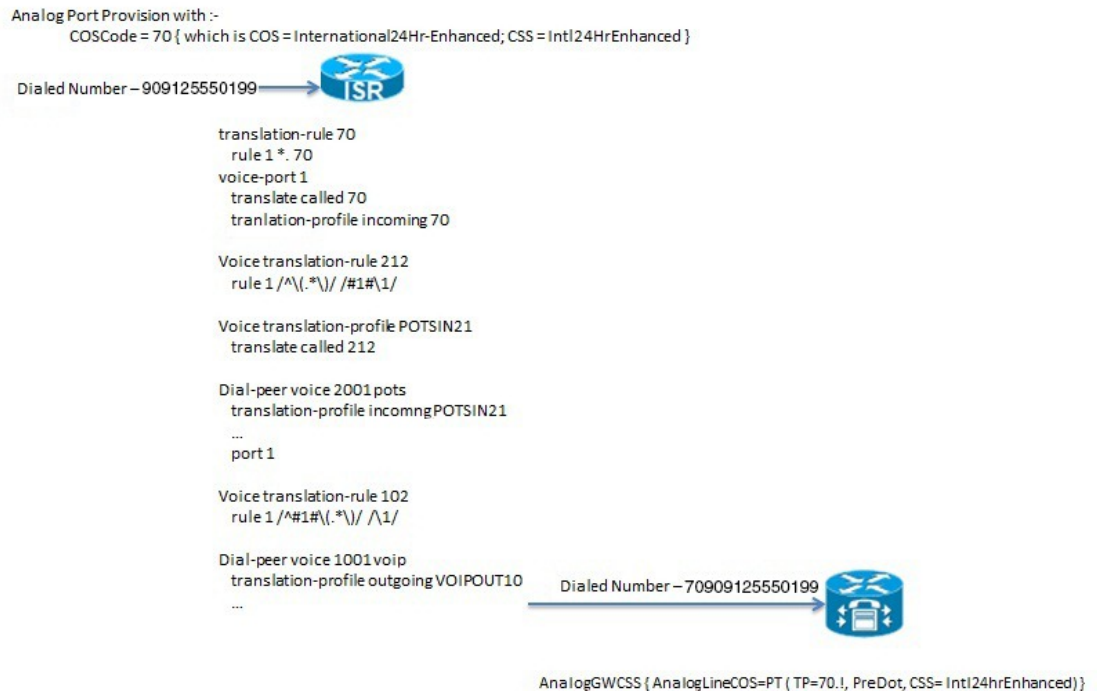 Analog Port Provision with :-
COSCode = 70 { which is COS = International24Hr-Enhanced; CSS = Intl24HrEnhanced }
Dialed Number – 909125550199
ISR
translation-rule 70
rule 1 *. 70
voice-port 1
translate called 70
tranlation-profile incoming 70
Voice translation-rule 212
rule 1 /^\(.*\)/ /#1#\1/
Voice translation-profile POTSIN21
translate called 212
Dial-peer voice 2001 pots
translation-profile incomng POTSIN21
...
port 1
Voice translation-rule 102
rule 1 /^#1#\(.*\)/ /\1/
Dial-peer voice 1001 voip
translation-profile outgoing VOIPOUT10
...
Dialed Number – 70909125550199
AnalogGWCSS { AnalogLineCOS=PT ( TP=70.!, PreDot, CSS= Intl24hrEnhanced) }